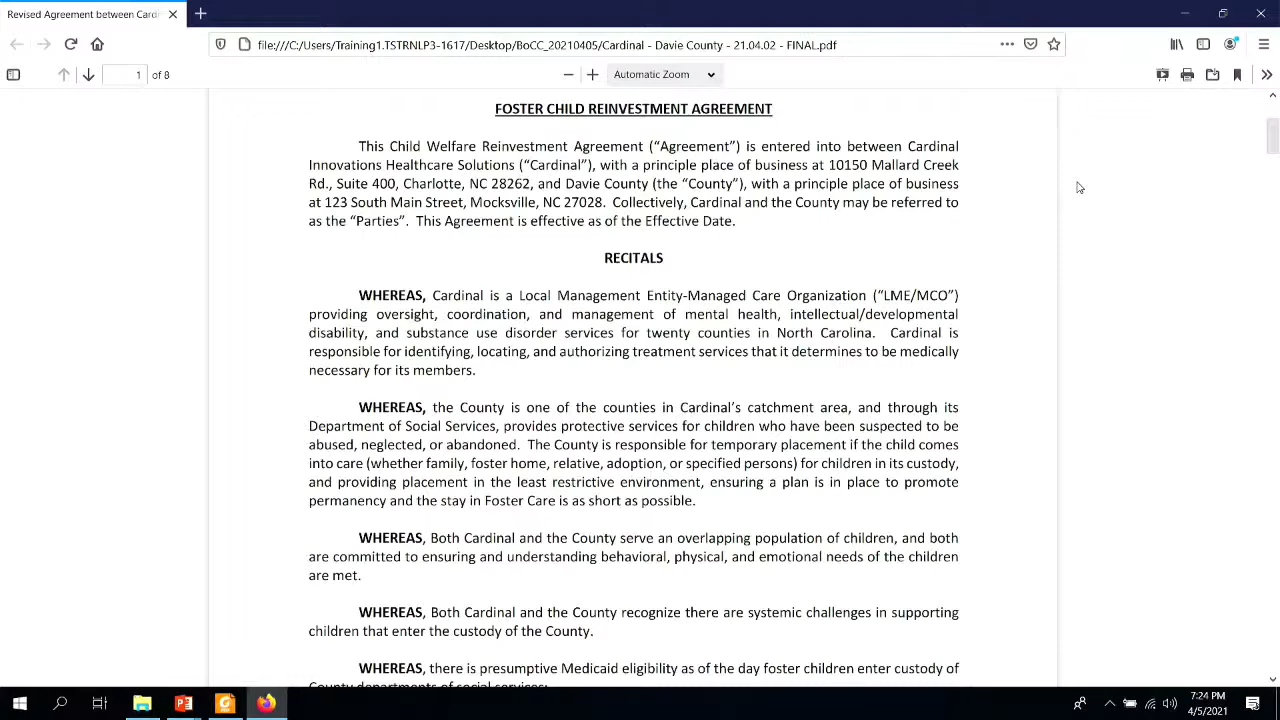 Revised Agreement between Card
file:///C:/Users/Training1.TSTRNLP3-1617/Desktop/BoCC_20210405/Cardinal - Davie County - 21.04.02 - FINAL.pdf
1 of 8
Automatic Zoom
FOSTER CHILD REINVESTMENT AGREEMENT
This Child Welfare Reinvestment Agreement (“Agreement”) is entered into between Cardinal
Innovations Healthcare Solutions (“Cardinal”), with a principle place of business at 10150 Mallard Creek
Rd., Suite 400, Charlotte, NC 28262, and Davie County (the “County”), with a principle place of business
at 123 South Main Street, Mocksville, NC 27028. Collectively, Cardinal and the County may be referred to
as the “Parties”. This Agreement is effective as of the Effective Date.
RECITALS
WHEREAS, Cardinal is a Local Management Entity-Managed Care Organization (“LME/MCO”)
providing oversight, coordination, and management of mental health, intellectual/developmental
disability, and substance use disorder services for twenty counties in North Carolina. Cardinal is
responsible for identifying, locating, and authorizing treatment services that it determines to be medically
necessary for its members.
WHEREAS, the County is one of the counties in Cardinal’s catchment area, and through its
Department of Social Services, provides protective services for children who have been suspected to be
abused, neglected, or abandoned. The County is responsible for temporary placement if the child comes
into care (whether family, foster home, relative, adoption, or specified persons) for children in its custody,
and providing placement in the least restrictive environment, ensuring a plan is in place to promote
permanency and the stay in Foster Care is as short as possible.
WHEREAS, Both Cardinal and the County serve an overlapping population of children, and both
are committed to ensuring and understanding behavioral, physical, and emotional needs of the children
are met.
WHEREAS, Both Cardinal and the County recognize there are systemic challenges in supporting
children that enter the custody of the County.
WHEREAS, there is presumptive Medicaid eligibility as of the day foster children enter custody of
County departments of social services;
7:24 PM
4/5/2021